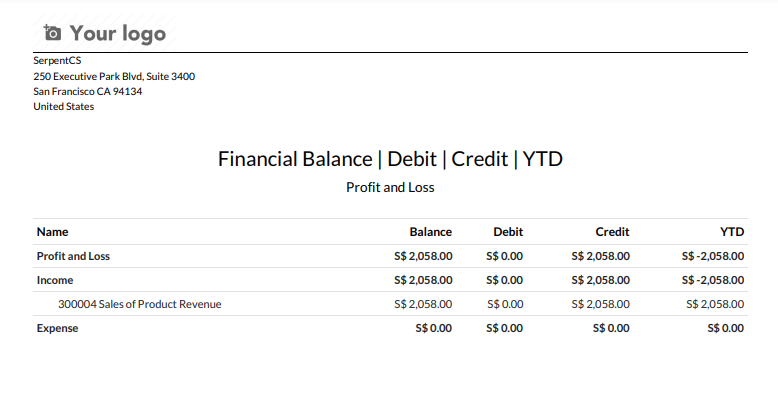 Your logo
SerpentCS
250 Executive Park Blvd, Suite 3400
San Francisco CA 94134
United States
Financial Balance | Debit | Credit | YTD
Profit and Loss
Name Balance Debit Credit YTD
Profit and Loss S$ 2,058.00 S$ 0.00 S$ 2,058.00 S$ -2,058.00
Income S$ 2,058.00 S$ 0.00 S$ 2,058.00 S$ -2,058.00
300004 Sales of Product Revenue S$ 2,058.00 S$ 0.00 S$ 2,058.00 S$ 2,058.00
Expense S$ 0.00 S$ 0.00 S$ 0.00 S$ 0.00